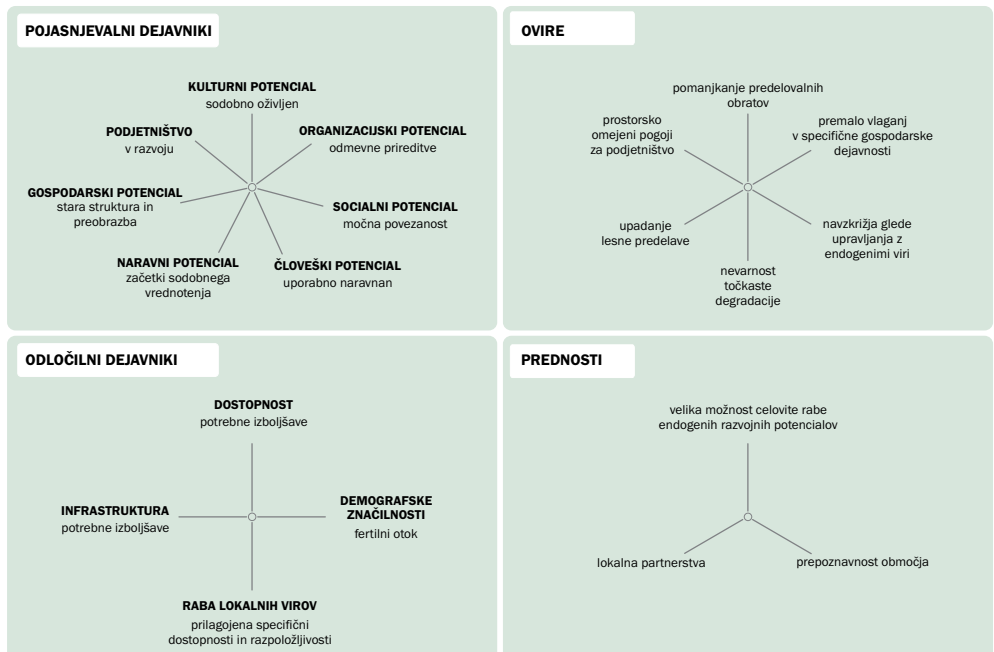 POJASNJEVALNI DEJAVNIKI
KULTURNI POTENCIAL
sodobno oživljen
PODJETNIŠTVO
v razvoju
ORGANIZACIJSKI POTENCIAL
odmevne prireditve
GOSPODARSKI POTENCIAL
stara struktura in
preobrazba
SOCIALNI POTENCIAL
močna povezanost
NARAVNI POTENCIAL
začetki sodobnega
vrednotenja
ČLOVEŠKI POTENCIAL
uporabno naravnan
OVIRE
pomanjkanje predelovalnih
obratov
prostorsko
omejeni pogoji
za podjetništvo
premalo vlaganj
v specifične gospodarske
dejavnosti
upadanje
lesne predelave
navzkrižja glede
upravljanja z
endogenimi viri
nevarnost
točkaste
degradacije
ODLOČILNI DEJAVNIKI
DOSTOPNOST
potrebne izboljšave
INFRASTRUKTURA
potrebne izboljšave
DEMOGRAFSKE
ZNAČILNOSTI
fertilni otok
RABA LOKALNIH VIROV
prilagojena specifični
dostopnosti in razpoložljivosti
PREDNOSTI
velika možnost celovite rabe
endogenih razvojnih potencialov
lokalna partnerstva
prepoznavnost območja